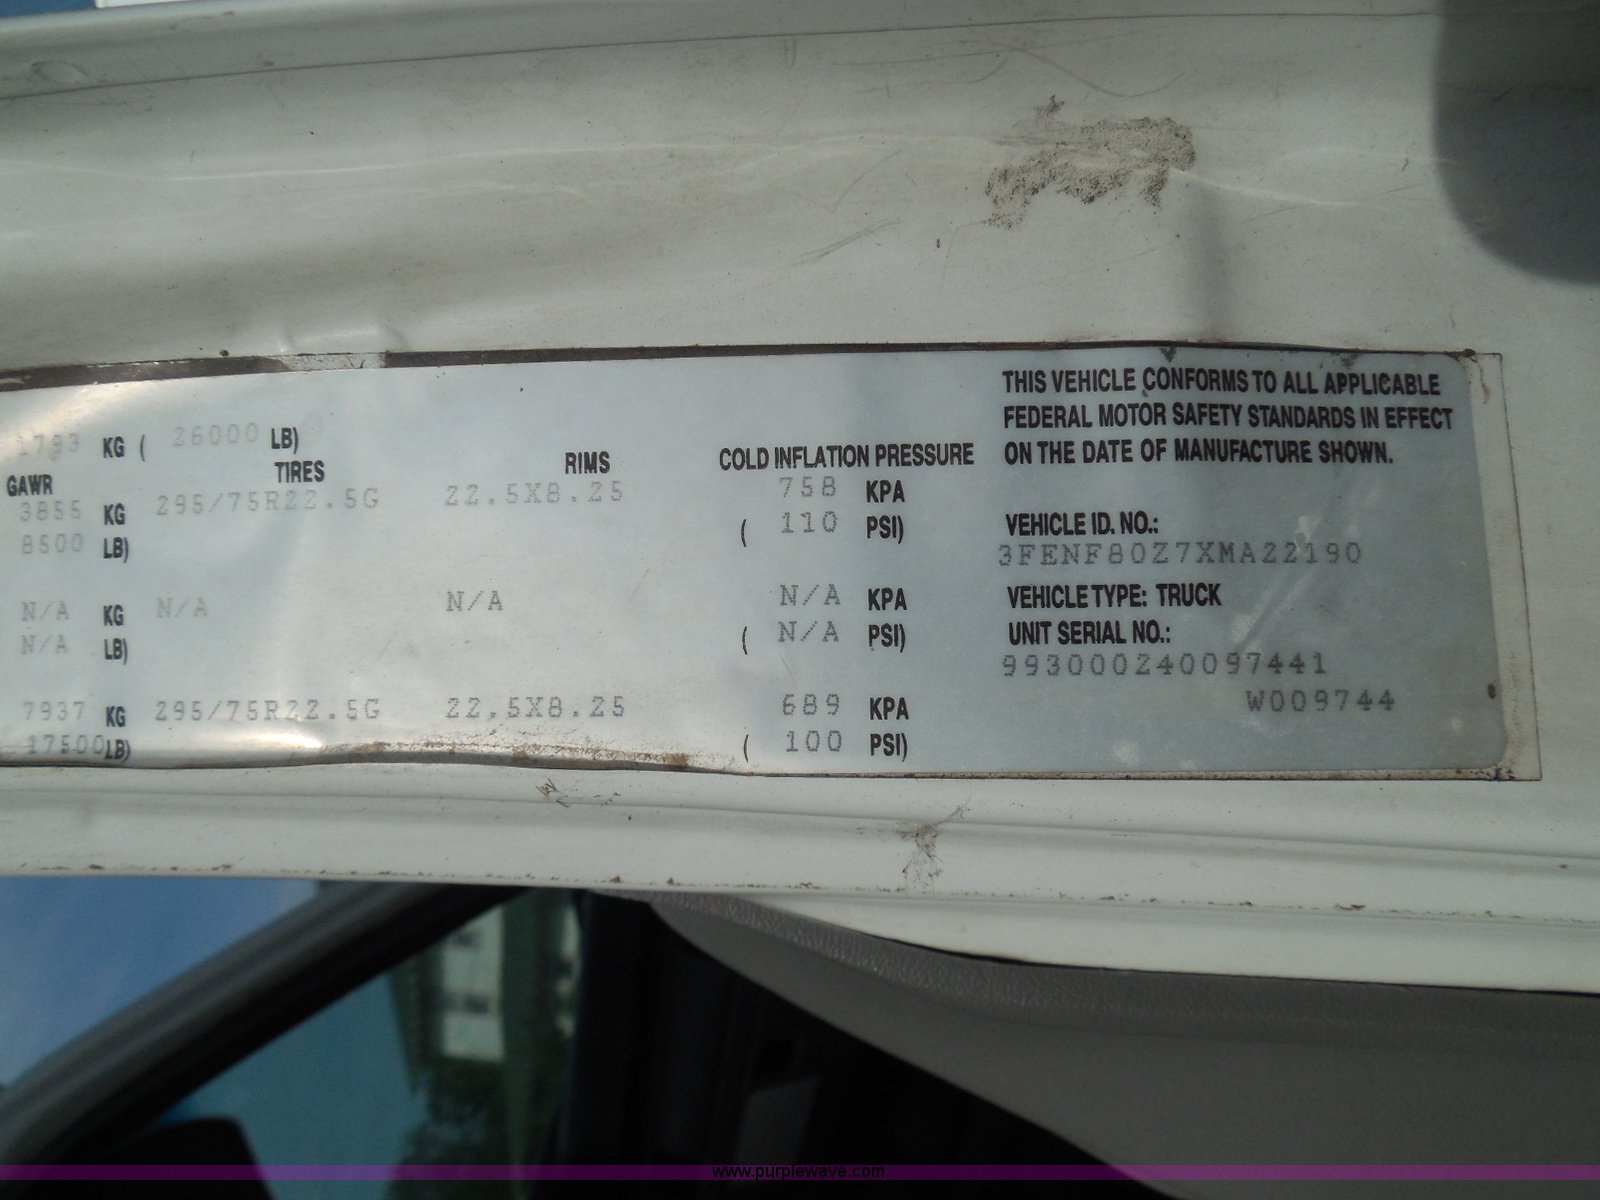 THIS VEHICLE CONFORMS TO ALL APPLICABLE
FEDERAL MOTOR SAFETY STANDARDS IN EFFECT
ON THE DATE OF MANUFACTURE SHOWN.
1793 KG ( 26000 LB)
GAWR TIRES RIMS COLD INFLATION PRESSURE
3855 KG 295/75R22.5G 22.5X8.25 758 KPA
8500 LB) ( 110 PSI)
VEHICLE ID. NO.:
3FENF80Z7XMA22190
N/A KG N/A N/A N/A KPA
N/A LB) ( N/A PSI)
VEHICLE TYPE: TRUCK
UNIT SERIAL NO.:
993000Z40097441
W009744
7937 KG 295/75R22.5G 22.5X8.25 689 KPA
17500LB) ( 100 PSI)
www.purplewave.com